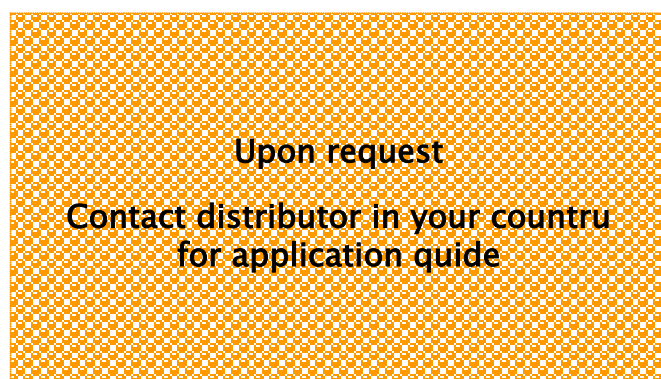 Upon request
Contact distributor in your countru
for application quide